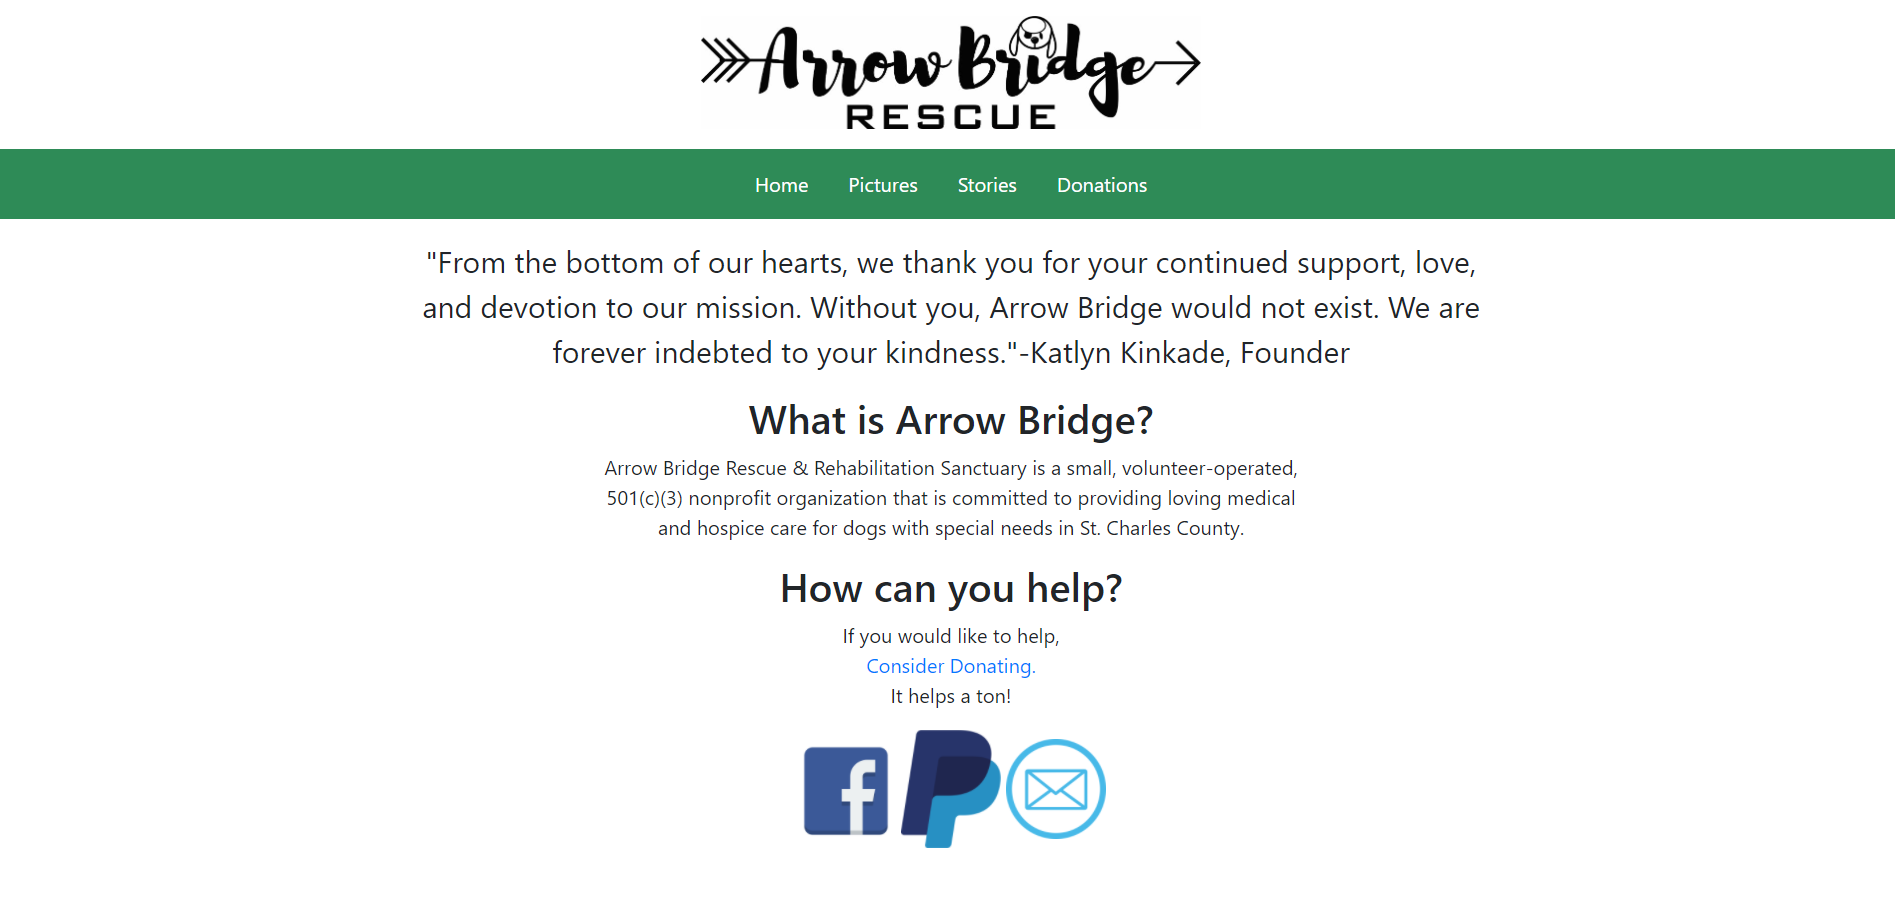 Arrow Bridge
RESCUE
Home Pictures Stories Donations
"From the bottom of our hearts, we thank you for your continued support, love,
and devotion to our mission. Without you, Arrow Bridge would not exist. We are
forever indebted to your kindness."-Katlyn Kinkade, Founder
What is Arrow Bridge?
Arrow Bridge Rescue & Rehabilitation Sanctuary is a small, volunteer-operated,
501(c)(3) nonprofit organization that is committed to providing loving medical
and hospice care for dogs with special needs in St. Charles County.
How can you help?
If you would like to help,
Consider Donating.
It helps a ton!